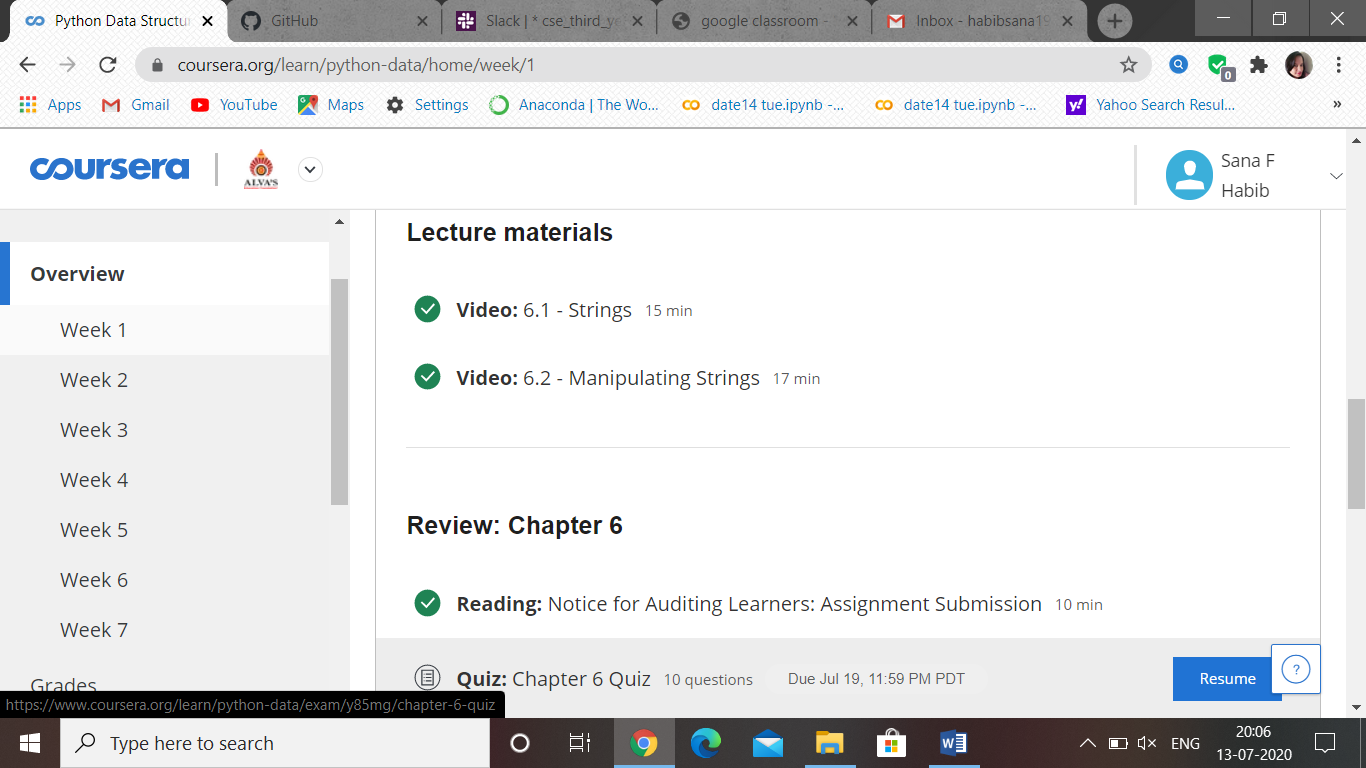 Python Data Structu
GitHub
Slack | * cse_third_ye
google classroom -
Inbox - habibsana19
coursera.org/learn/python-data/home/week/1
0
Apps
Gmail
YouTube
Maps
Settings
Anaconda | The Wo...
date14 tue.ipynb -...
date14 tue.ipynb -...
Yahoo Search Resul...
»
coursera
ALVA'S
Sana F
Habib
Overview
Week 1
Week 2
Week 3
Week 4
Week 5
Week 6
Week 7
Grades
Lecture materials
Video: 6.1 - Strings 15 min
Video: 6.2 - Manipulating Strings 17 min
Review: Chapter 6
Reading: Notice for Auditing Learners: Assignment Submission 10 min
Quiz: Chapter 6 Quiz 10 questions Due Jul 19, 11:59 PM PDT
Resume
?
https://www.coursera.org/learn/python-data/exam/y85mg/chapter-6-quiz
Type here to search
ENG
20:06
13-07-2020